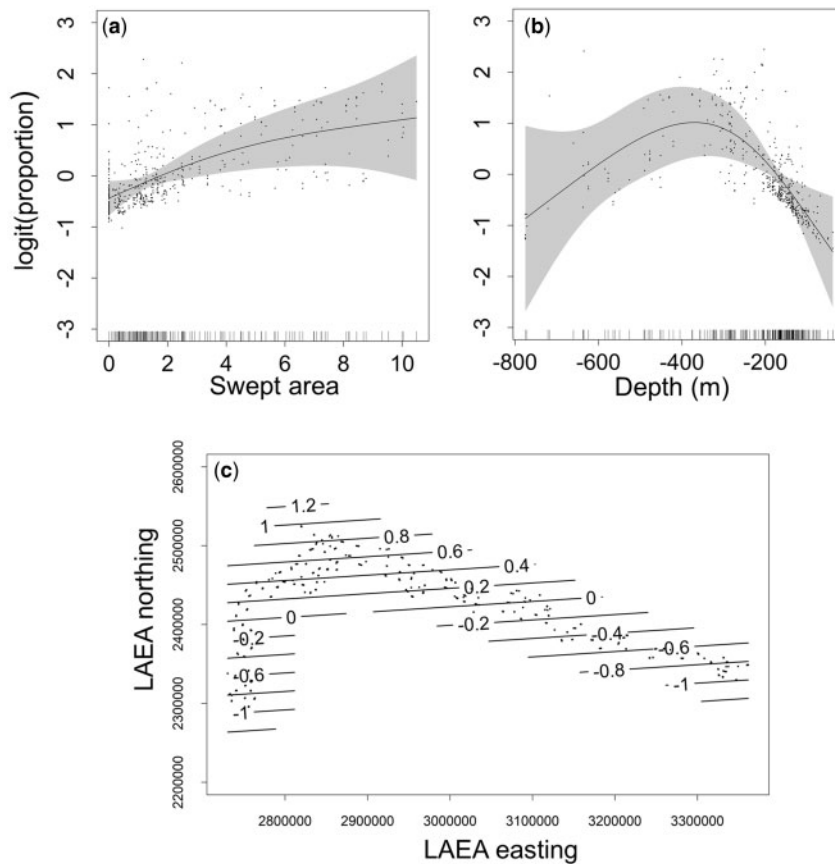 (a)
3
2
1
0
-1
-2
-3
logit(proportion)
0 2 4 6 8 10
Swept area
(b)
3
2
1
0
-1
-2
-3
-800 -600 -400 -200
Depth (m)
(c)
2600000
2500000
2400000
2300000
2200000
LAEA northing
1.2
1
0.8
0.6
0.4
0.2
0 0
-0.2 -0.2
-0.4
-0.6 -0.6
-0.8
-1 -1
2800000 2900000 3000000 3100000 3200000 3300000
LAEA easting